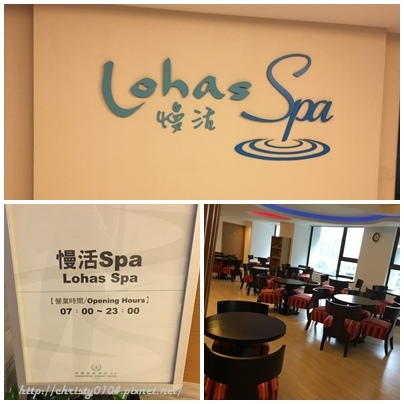 Lohas Spa
慢活
慢活Spa
Lohas Spa
【營業時間/Opening Hours】
07：00 ~ 23：00
http://christy0104.pixnet.net/